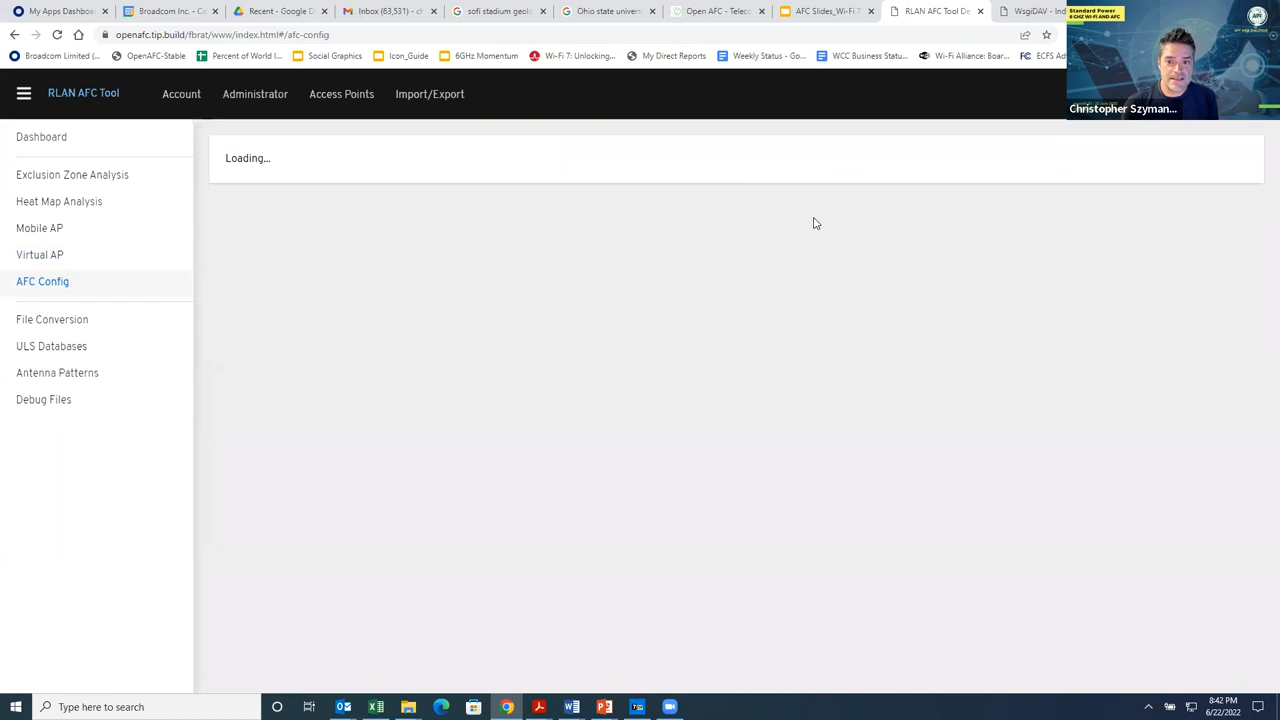 My Apps Dashboa
Broadcom Inc. - C
Recent - Google D
Inbox (63,531) - ch
stadium geolo
Ohio state univers
Open AFC - Teleco
AFC Slides_Wi-Fi 7
RLAN AFC Tool De
WsgiDAV - Ind
openafc.tip.build/fbrat/www/index.html#/afc-config
Broadcom Limited (...
OpenAFC-Stable
Percent of World I...
Social Graphics
Icon_Guide
6GHz Momentum
Wi-Fi 7: Unlocking...
My Direct Reports
Weekly Status - Go...
WCC Business Statu...
Wi-Fi Alliance: Boar...
ECFS Ad
Standard Power
6 GHZ WI-FI AND AFC
Christopher Szyman...
RLAN AFC Tool
Account
Administrator
Access Points
Import/Export
Dashboard
Loading...
Exclusion Zone Analysis
Heat Map Analysis
Mobile AP
Virtual AP
AFC Config
File Conversion
ULS Databases
Antenna Patterns
Debug Files
Type here to search
8:42 PM
6/22/2022